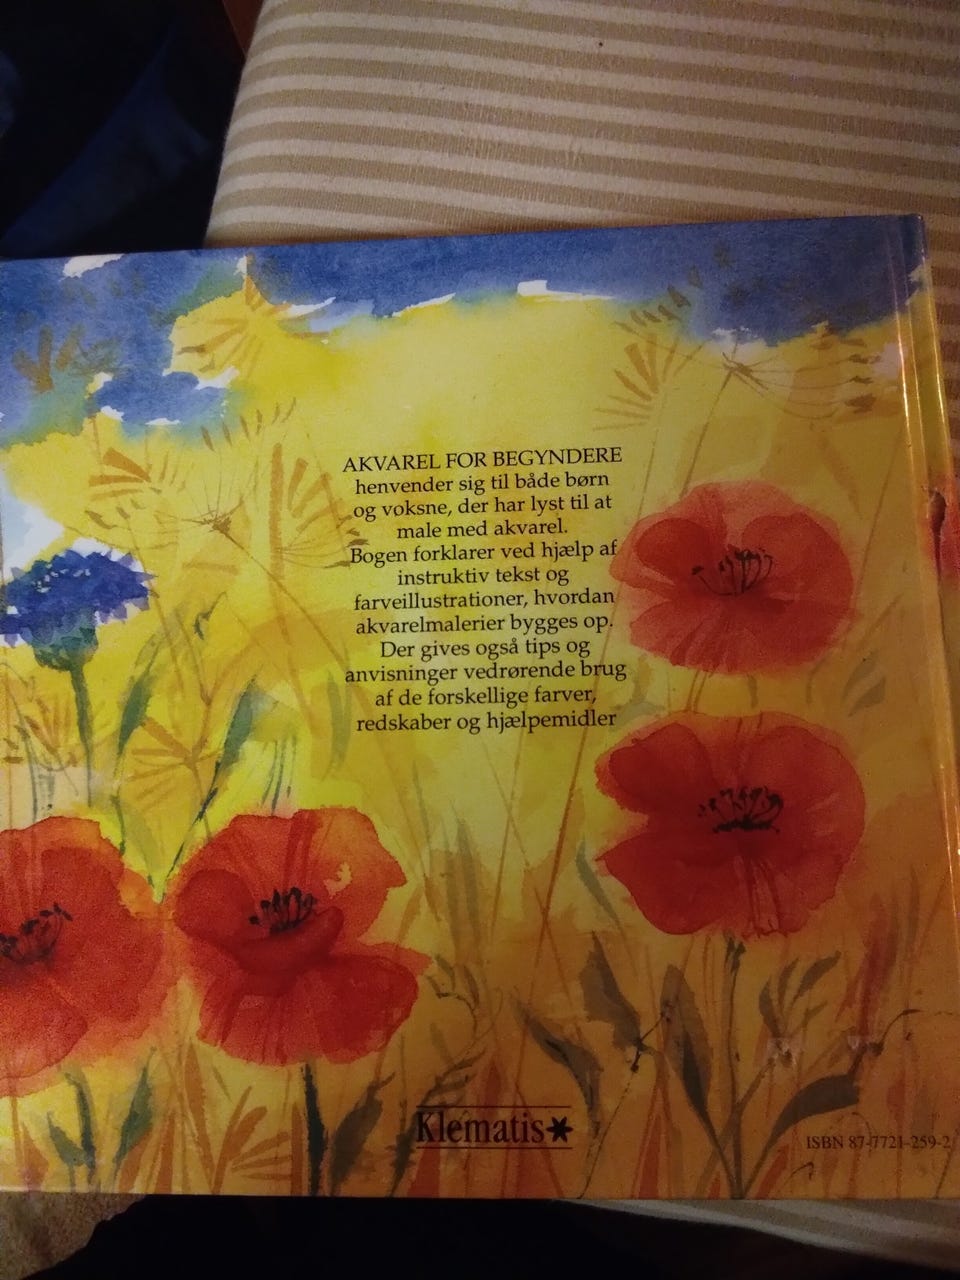 AKVAREL FOR BEGYNDERE
henvender sig til både børn
og voksne, der har lyst til at
male med akvarel.
Bogen forklarer ved hjælp af
instruktiv tekst og
farveillustrationer, hvordan
akvarelmalerier bygges op.
Der gives også tips og
anvisninger vedrørende brug
af de forskellige farver,
redskaber og hjælpemidler
Klematis
ISBN 87-7721-259-2